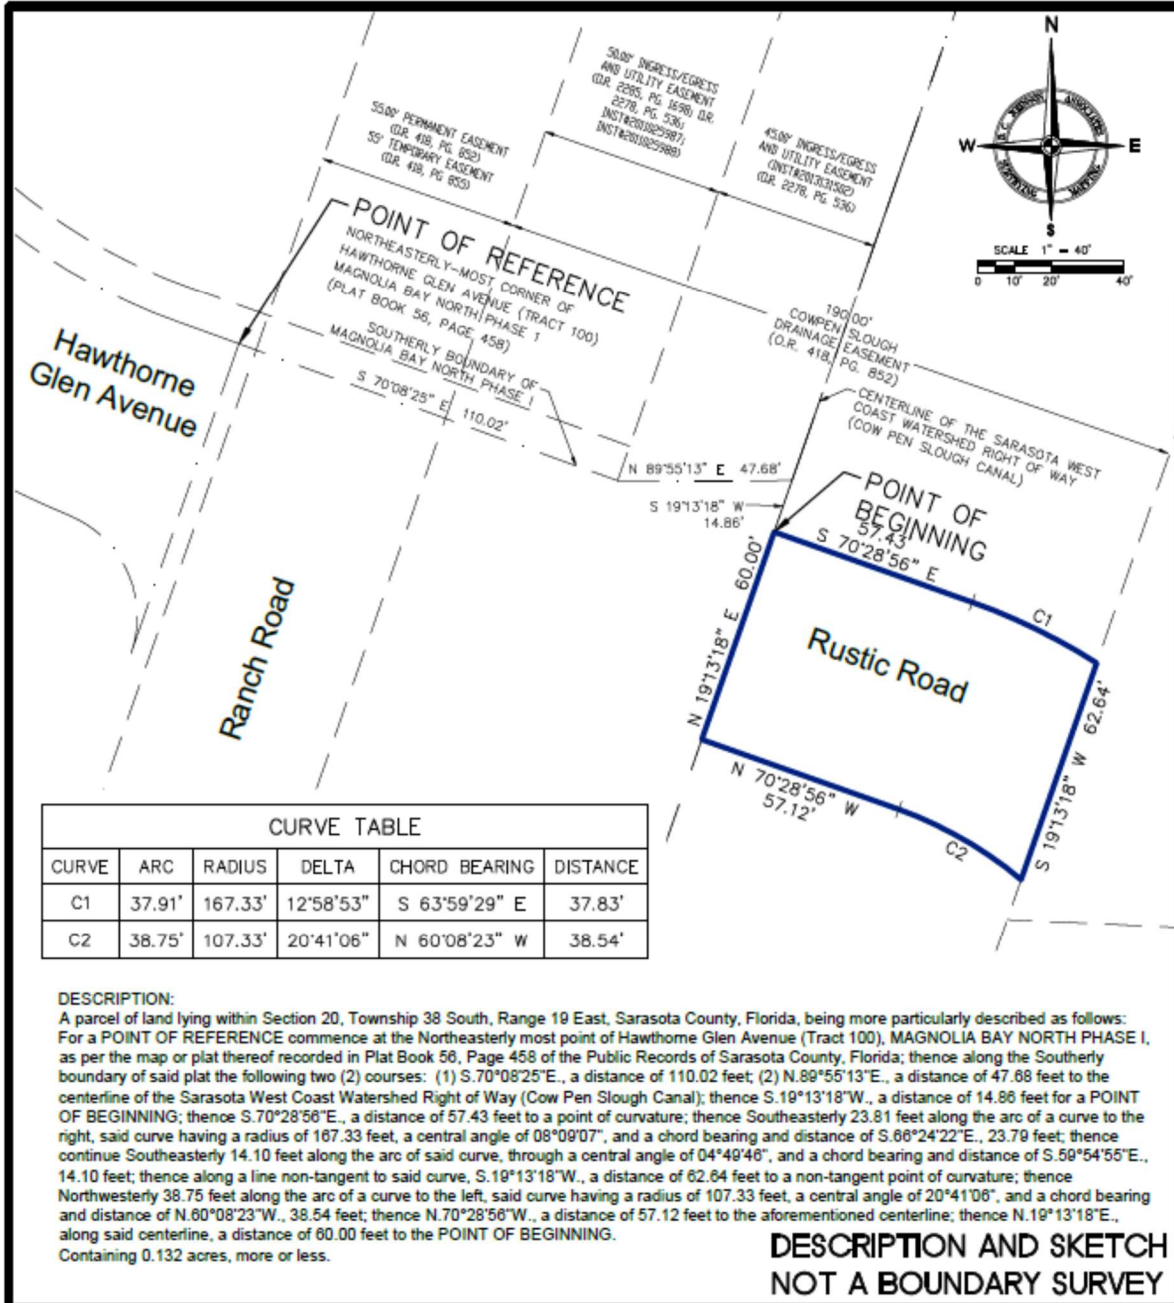 N
W
E
S
SCALE 1" = 40'
0 10' 20' 40'
50.00' INGRESS/EGRESS
AND UTILITY EASEMENT
(O.R. 2285, PG. 1698; O.R.
2278, PG. 536;
INST#2011025987;
INST#2011025988)
55.00' PERMANENT EASEMENT
(O.R. 418, PG. 852)
55' TEMPORARY EASEMENT
(O.R. 418, PG 855)
45.00' INGRESS/EGRESS
AND UTILITY EASEMENT
(INST#2013131502)
(O.R. 2278, PG. 536)
POINT OF REFERENCE
NORTHEASTERLY-MOST CORNER OF
HAWTHORNE GLEN AVENUE (TRACT 100)
MAGNOLIA BAY NORTH PHASE 1
(PLAT BOOK 56, PAGE 458)
SOUTHERLY BOUNDARY OF
MAGNOLIA BAY NORTH PHASE I
S 70°08'25" E 110.02'
190.00'
COWPEN SLOUGH
DRAINAGE EASEMENT
(O.R. 418, PG. 852)
CENTERLINE OF THE SARASOTA WEST
COAST WATERSHED RIGHT OF WAY
(COW PEN SLOUGH CANAL)
Hawthorne
Glen Avenue
N 89°55'13" E 47.68'
S 19°13'18" W
14.86'
POINT OF
BEGINNING
57.43'
S 70°28'56" E
C1
N 19°13'18" E 60.00'
Rustic Road
Ranch Road
S 19°13'18" W 62.64'
N 70°28'56" W
57.12'
C2
CURVE TABLE
CURVE ARC RADIUS DELTA CHORD BEARING DISTANCE
C1 37.91' 167.33' 12°58'53" S 63°59'29" E 37.83'
C2 38.75' 107.33' 20°41'06" N 60°08'23" W 38.54'
DESCRIPTION:
A parcel of land lying within Section 20, Township 38 South, Range 19 East, Sarasota County, Florida, being more particularly described as follows:
For a POINT OF REFERENCE commence at the Northeasterly most point of Hawthorne Glen Avenue (Tract 100), MAGNOLIA BAY NORTH PHASE I,
as per the map or plat thereof recorded in Plat Book 56, Page 458 of the Public Records of Sarasota County, Florida; thence along the Southerly
boundary of said plat the following two (2) courses: (1) S.70°08'25"E., a distance of 110.02 feet; (2) N.89°55'13"E., a distance of 47.68 feet to the
centerline of the Sarasota West Coast Watershed Right of Way (Cow Pen Slough Canal); thence S.19°13'18"W., a distance of 14.86 feet for a POINT
OF BEGINNING; thence S.70°28'56"E., a distance of 57.43 feet to a point of curvature; thence Southeasterly 23.81 feet along the arc of a curve to the
right, said curve having a radius of 167.33 feet, a central angle of 08°09'07", and a chord bearing and distance of S.66°24'22"E., 23.79 feet; thence
continue Southeasterly 14.10 feet along the arc of said curve, through a central angle of 04°49'46", and a chord bearing and distance of S.59°54'55"E.,
14.10 feet; thence along a line non-tangent to said curve, S.19°13'18"W., a distance of 62.64 feet to a non-tangent point of curvature; thence
Northwesterly 38.75 feet along the arc of a curve to the left, said curve having a radius of 107.33 feet, a central angle of 20°41'06", and a chord bearing
and distance of N.60°08'23"W., 38.54 feet; thence N.70°28'56"W., a distance of 57.12 feet to the aforementioned centerline; thence N.19°13'18"E.,
along said centerline, a distance of 60.00 feet to the POINT OF BEGINNING.
Containing 0.132 acres, more or less.
DESCRIPTION AND SKETCH
NOT A BOUNDARY SURVEY